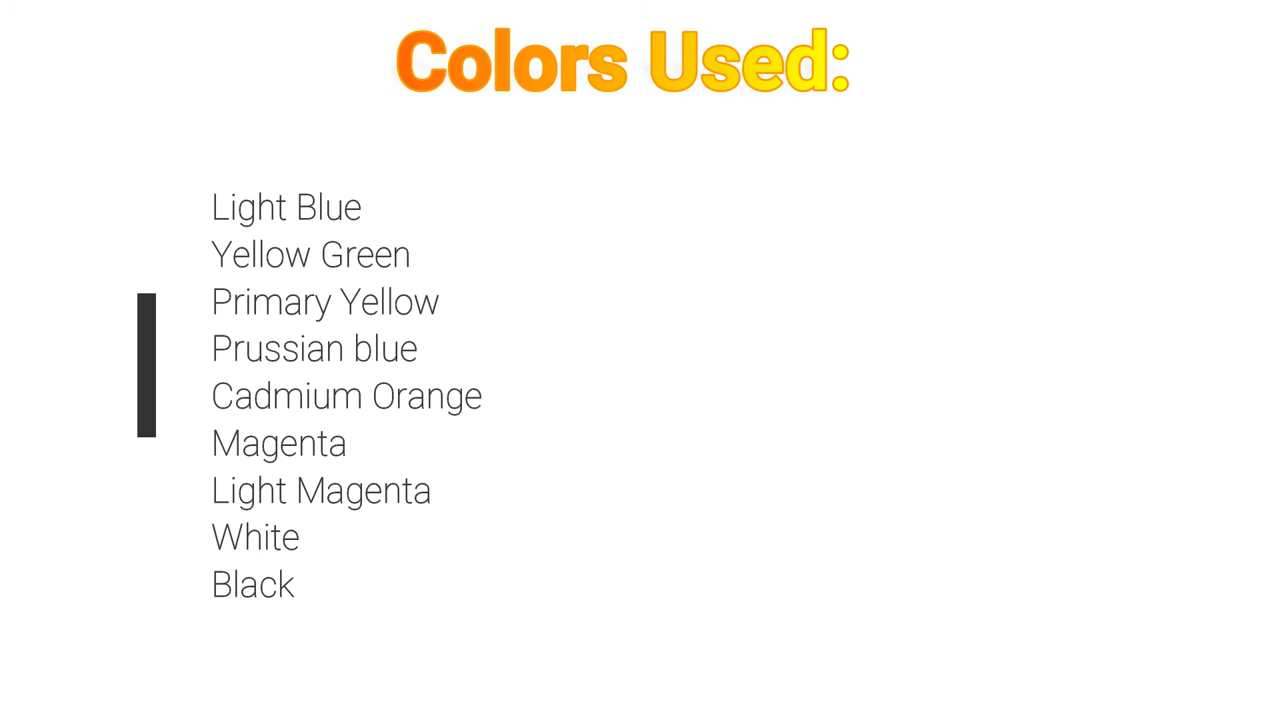 Colors Used:
Light Blue
Yellow Green
Primary Yellow
Prussian blue
Cadmium Orange
Magenta
Light Magenta
White
Black